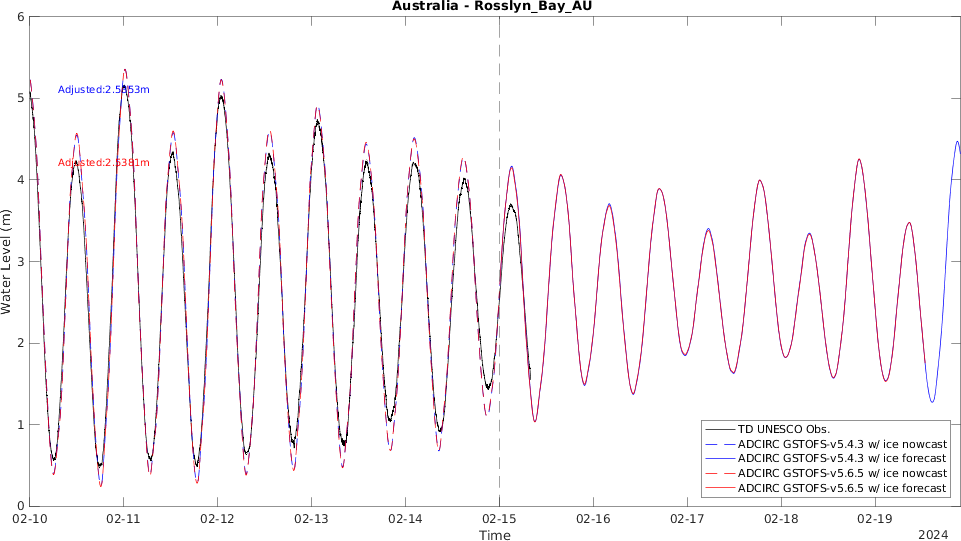 Australia - Rosslyn_Bay_AU
6
5
4
3
2
1
0
Water Level (m)
Adjusted:2.5353m
Adjusted:2.5381m
TD UNESCO Obs.
ADCIRC GSTOFS-v5.4.3 w/ ice nowcast
ADCIRC GSTOFS-v5.4.3 w/ ice forecast
ADCIRC GSTOFS-v5.6.5 w/ ice nowcast
ADCIRC GSTOFS-v5.6.5 w/ ice forecast
02-10 02-11 02-12 02-13 02-14 02-15 02-16 02-17 02-18 02-19
Time
2024